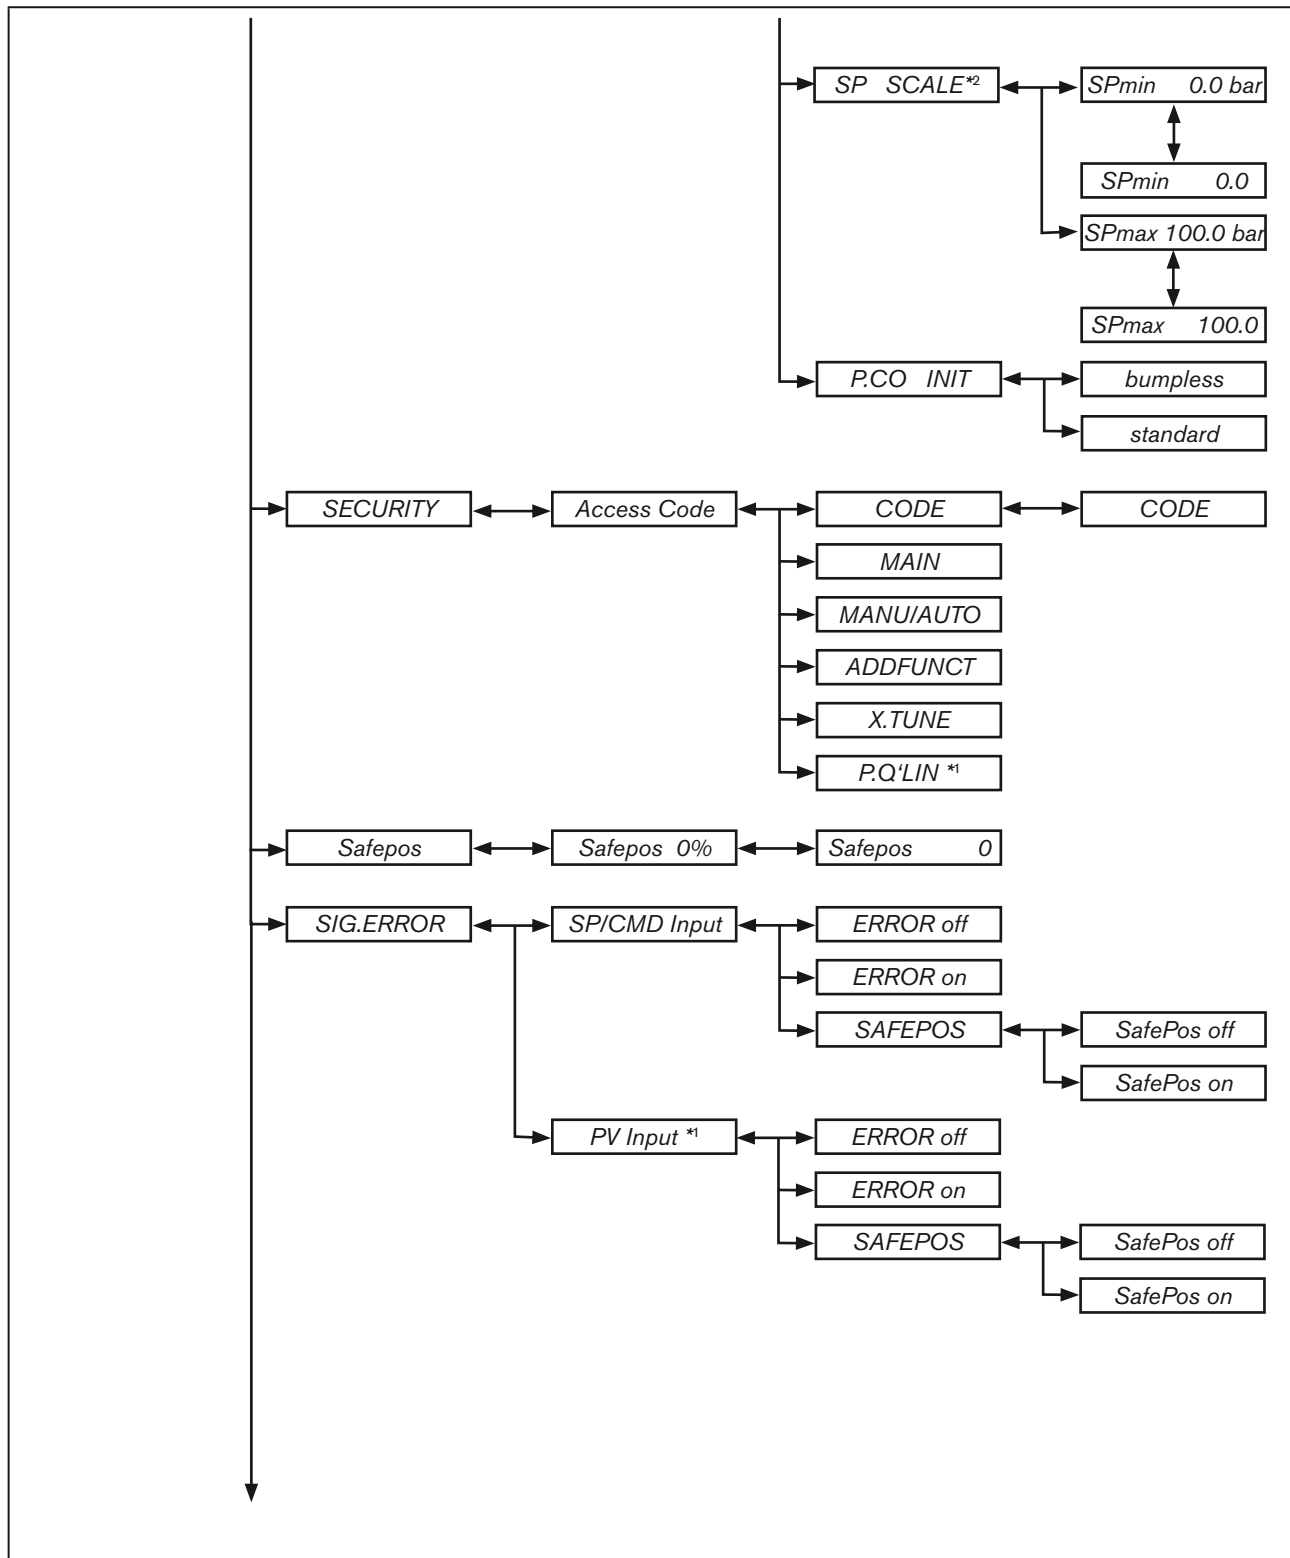 SP SCALE*2
SPmin 0.0 bar
SPmin 0.0
SPmax 100.0 bar
SPmax 100.0
P.CO INIT
bumpless
standard
SECURITY
Access Code
CODE
CODE
MAIN
MANU/AUTO
ADDFUNCT
X.TUNE
P.Q'LIN *1
Safepos
Safepos 0%
Safepos 0
SIG.ERROR
SP/CMD Input
ERROR off
ERROR on
SAFEPOS
SafePos off
SafePos on
PV Input *1
ERROR off
ERROR on
SAFEPOS
SafePos off
SafePos on